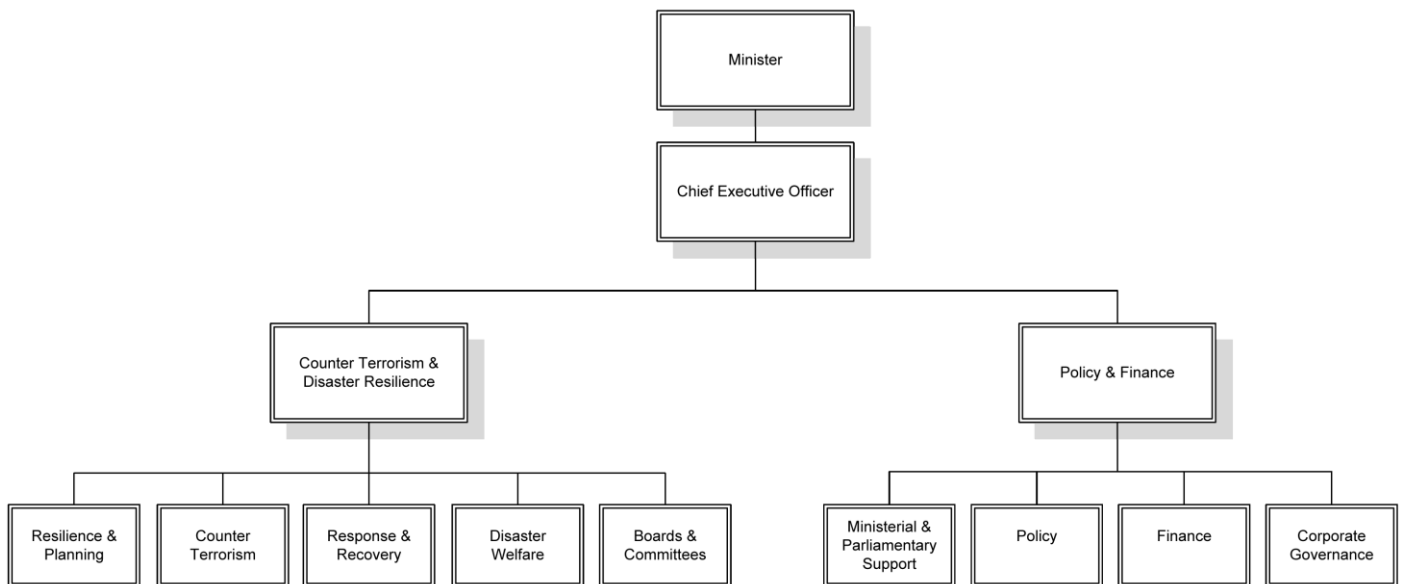 Minister
Chief Executive Officer
Counter Terrorism &
Disaster Resilience
Policy & Finance
Resilience &
Planning
Counter
Terrorism
Response &
Recovery
Disaster
Welfare
Boards &
Committees
Ministerial &
Parliamentary
Support
Policy
Finance
Corporate
Governance